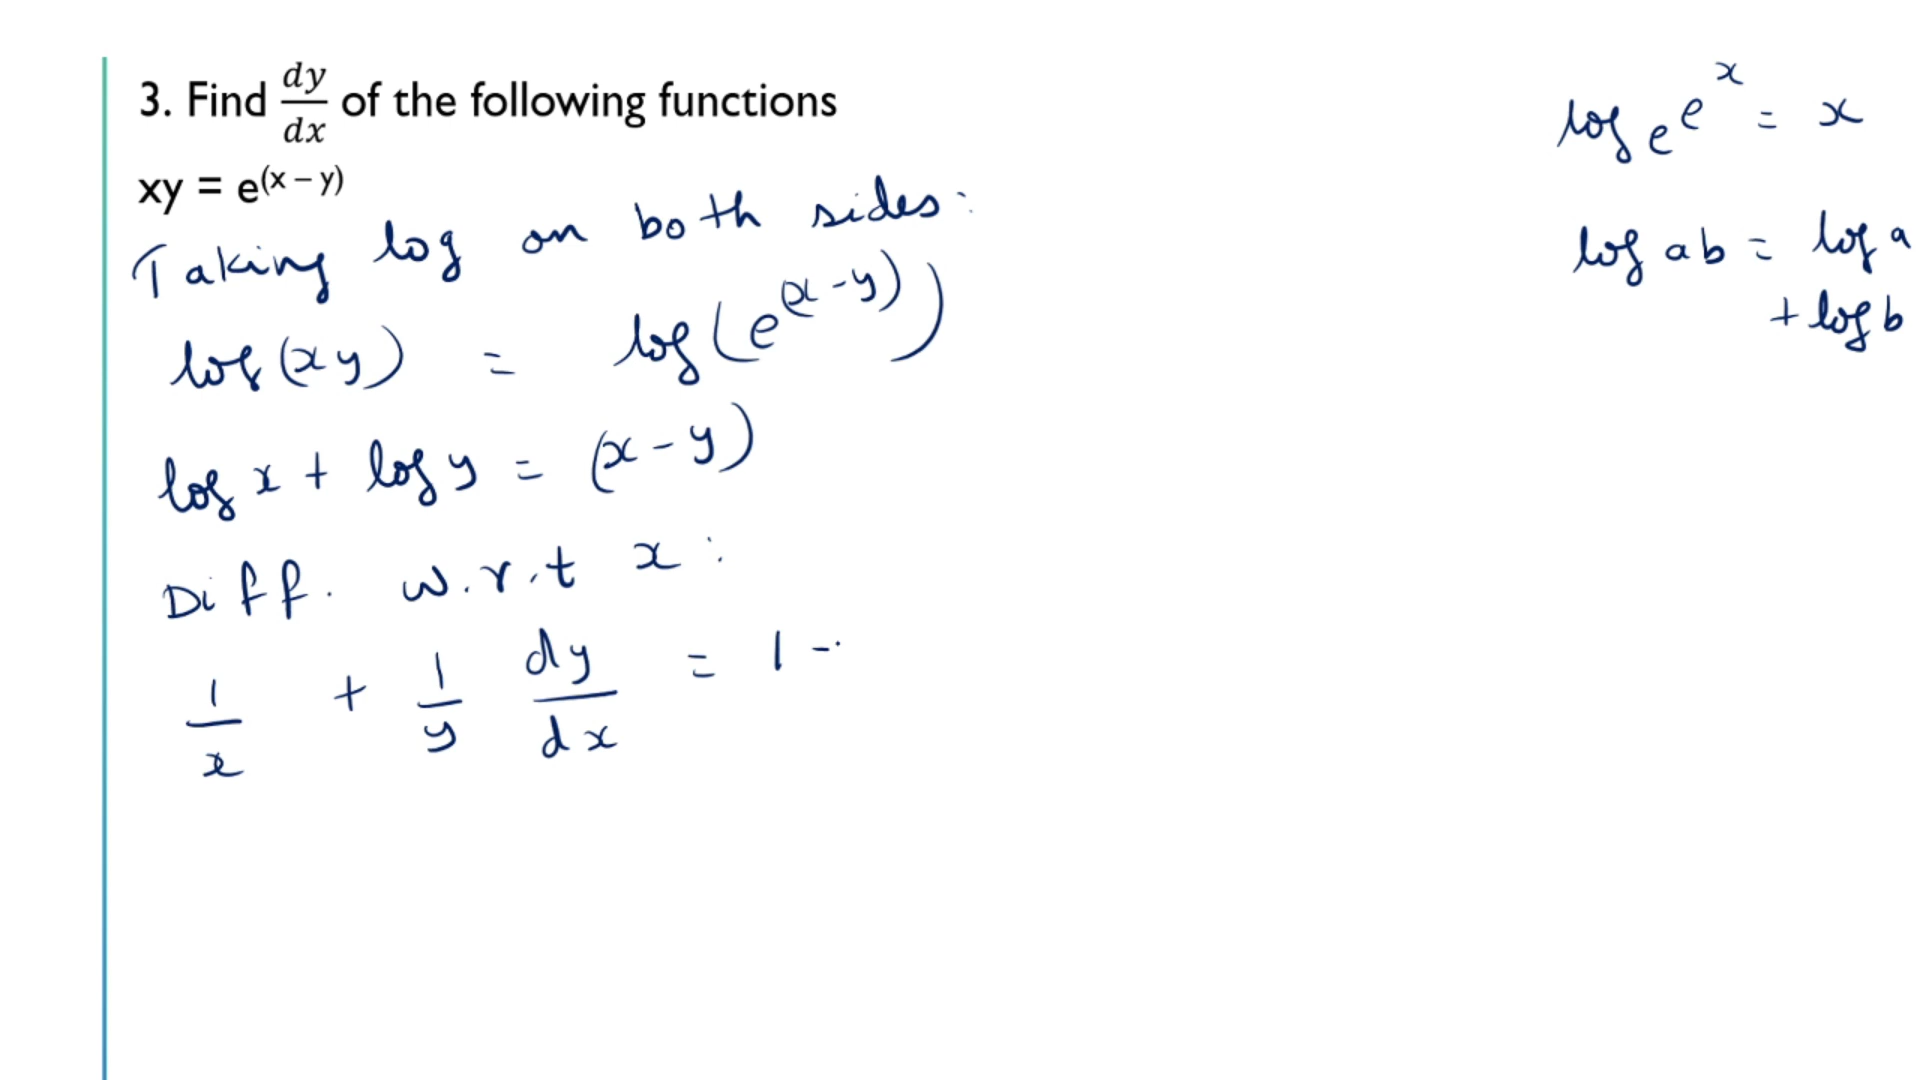 3. Find dy/dx of the following functions
xy = e^(x – y)
Taking log on both sides:
log(xy) = log(e^(x-y))
log x + log y = (x-y)
Diff. w.r.t x:
1/x + 1/y dy/dx = 1 -
log_e e^x = x
log ab = log a
+ log b